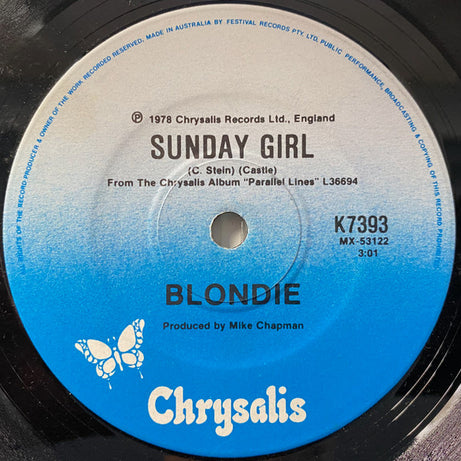 ALL RIGHTS OF THE RECORD PRODUCER & OWNER OF THE WORK RECORDED RESERVED. MADE IN AUSTRALIA BY FESTIVAL RECORDS PTY. LTD. PUBLIC PERFORMANCE, BROADCASTING & COPYING OF THIS RECORD PROHIBITED
℗ 1978 Chrysalis Records Ltd., England
SUNDAY GIRL
(C. Stein) (Castle)
From The Chrysalis Album "Parallel Lines" L36694
K7393
MX-53122
3:01
BLONDIE
Produced by Mike Chapman
Chrysalis